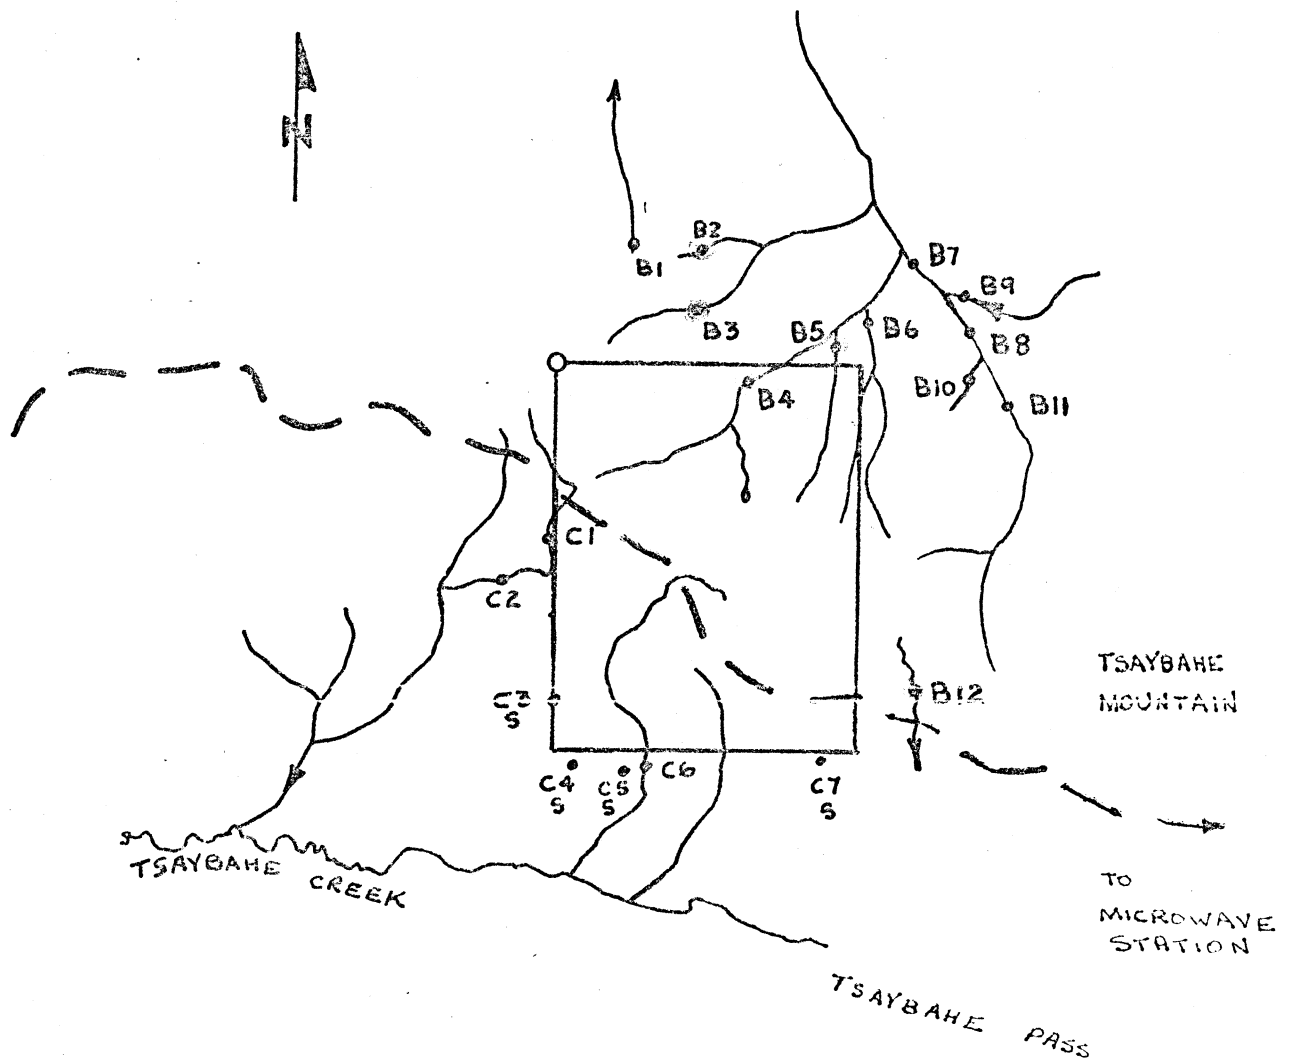 N
B2
B1
B7
B9
B3
B5
B6
B8
B4
B10
B11
C1
C2
C3
S
B12
TSAYBAHE
MOUNTAIN
C4
S
C5
S
C6
C7
S
TSAYBAHE CREEK
TO
MICROWAVE
STATION
TSAYBAHE PASS